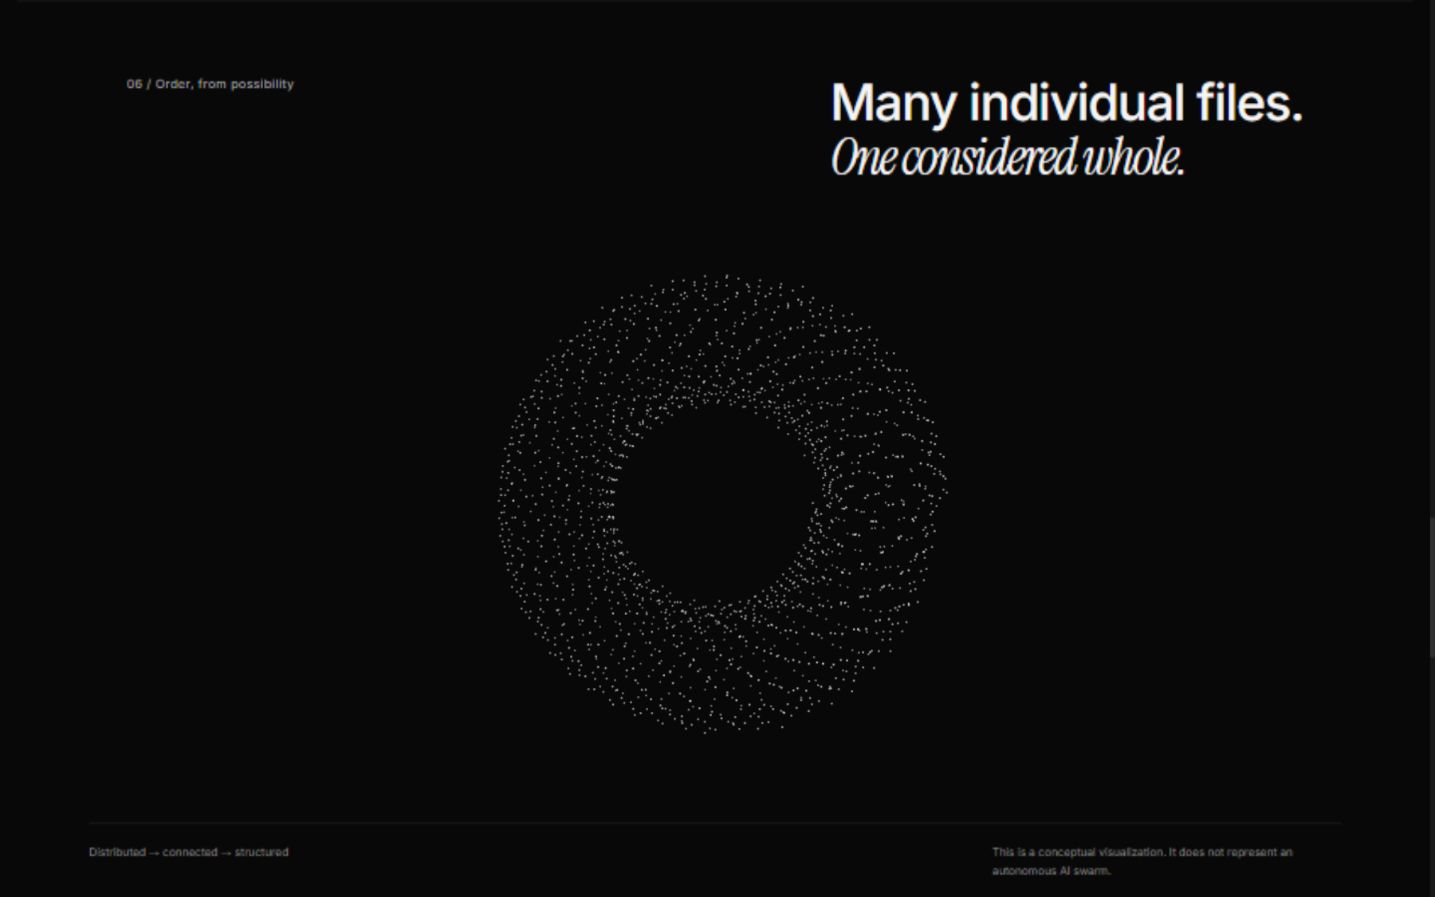 06 / Order, from possibility
Many individual files.
One considered whole.
Distributed → connected → structured
This is a conceptual visualization. It does not represent an
autonomous AI swarm.